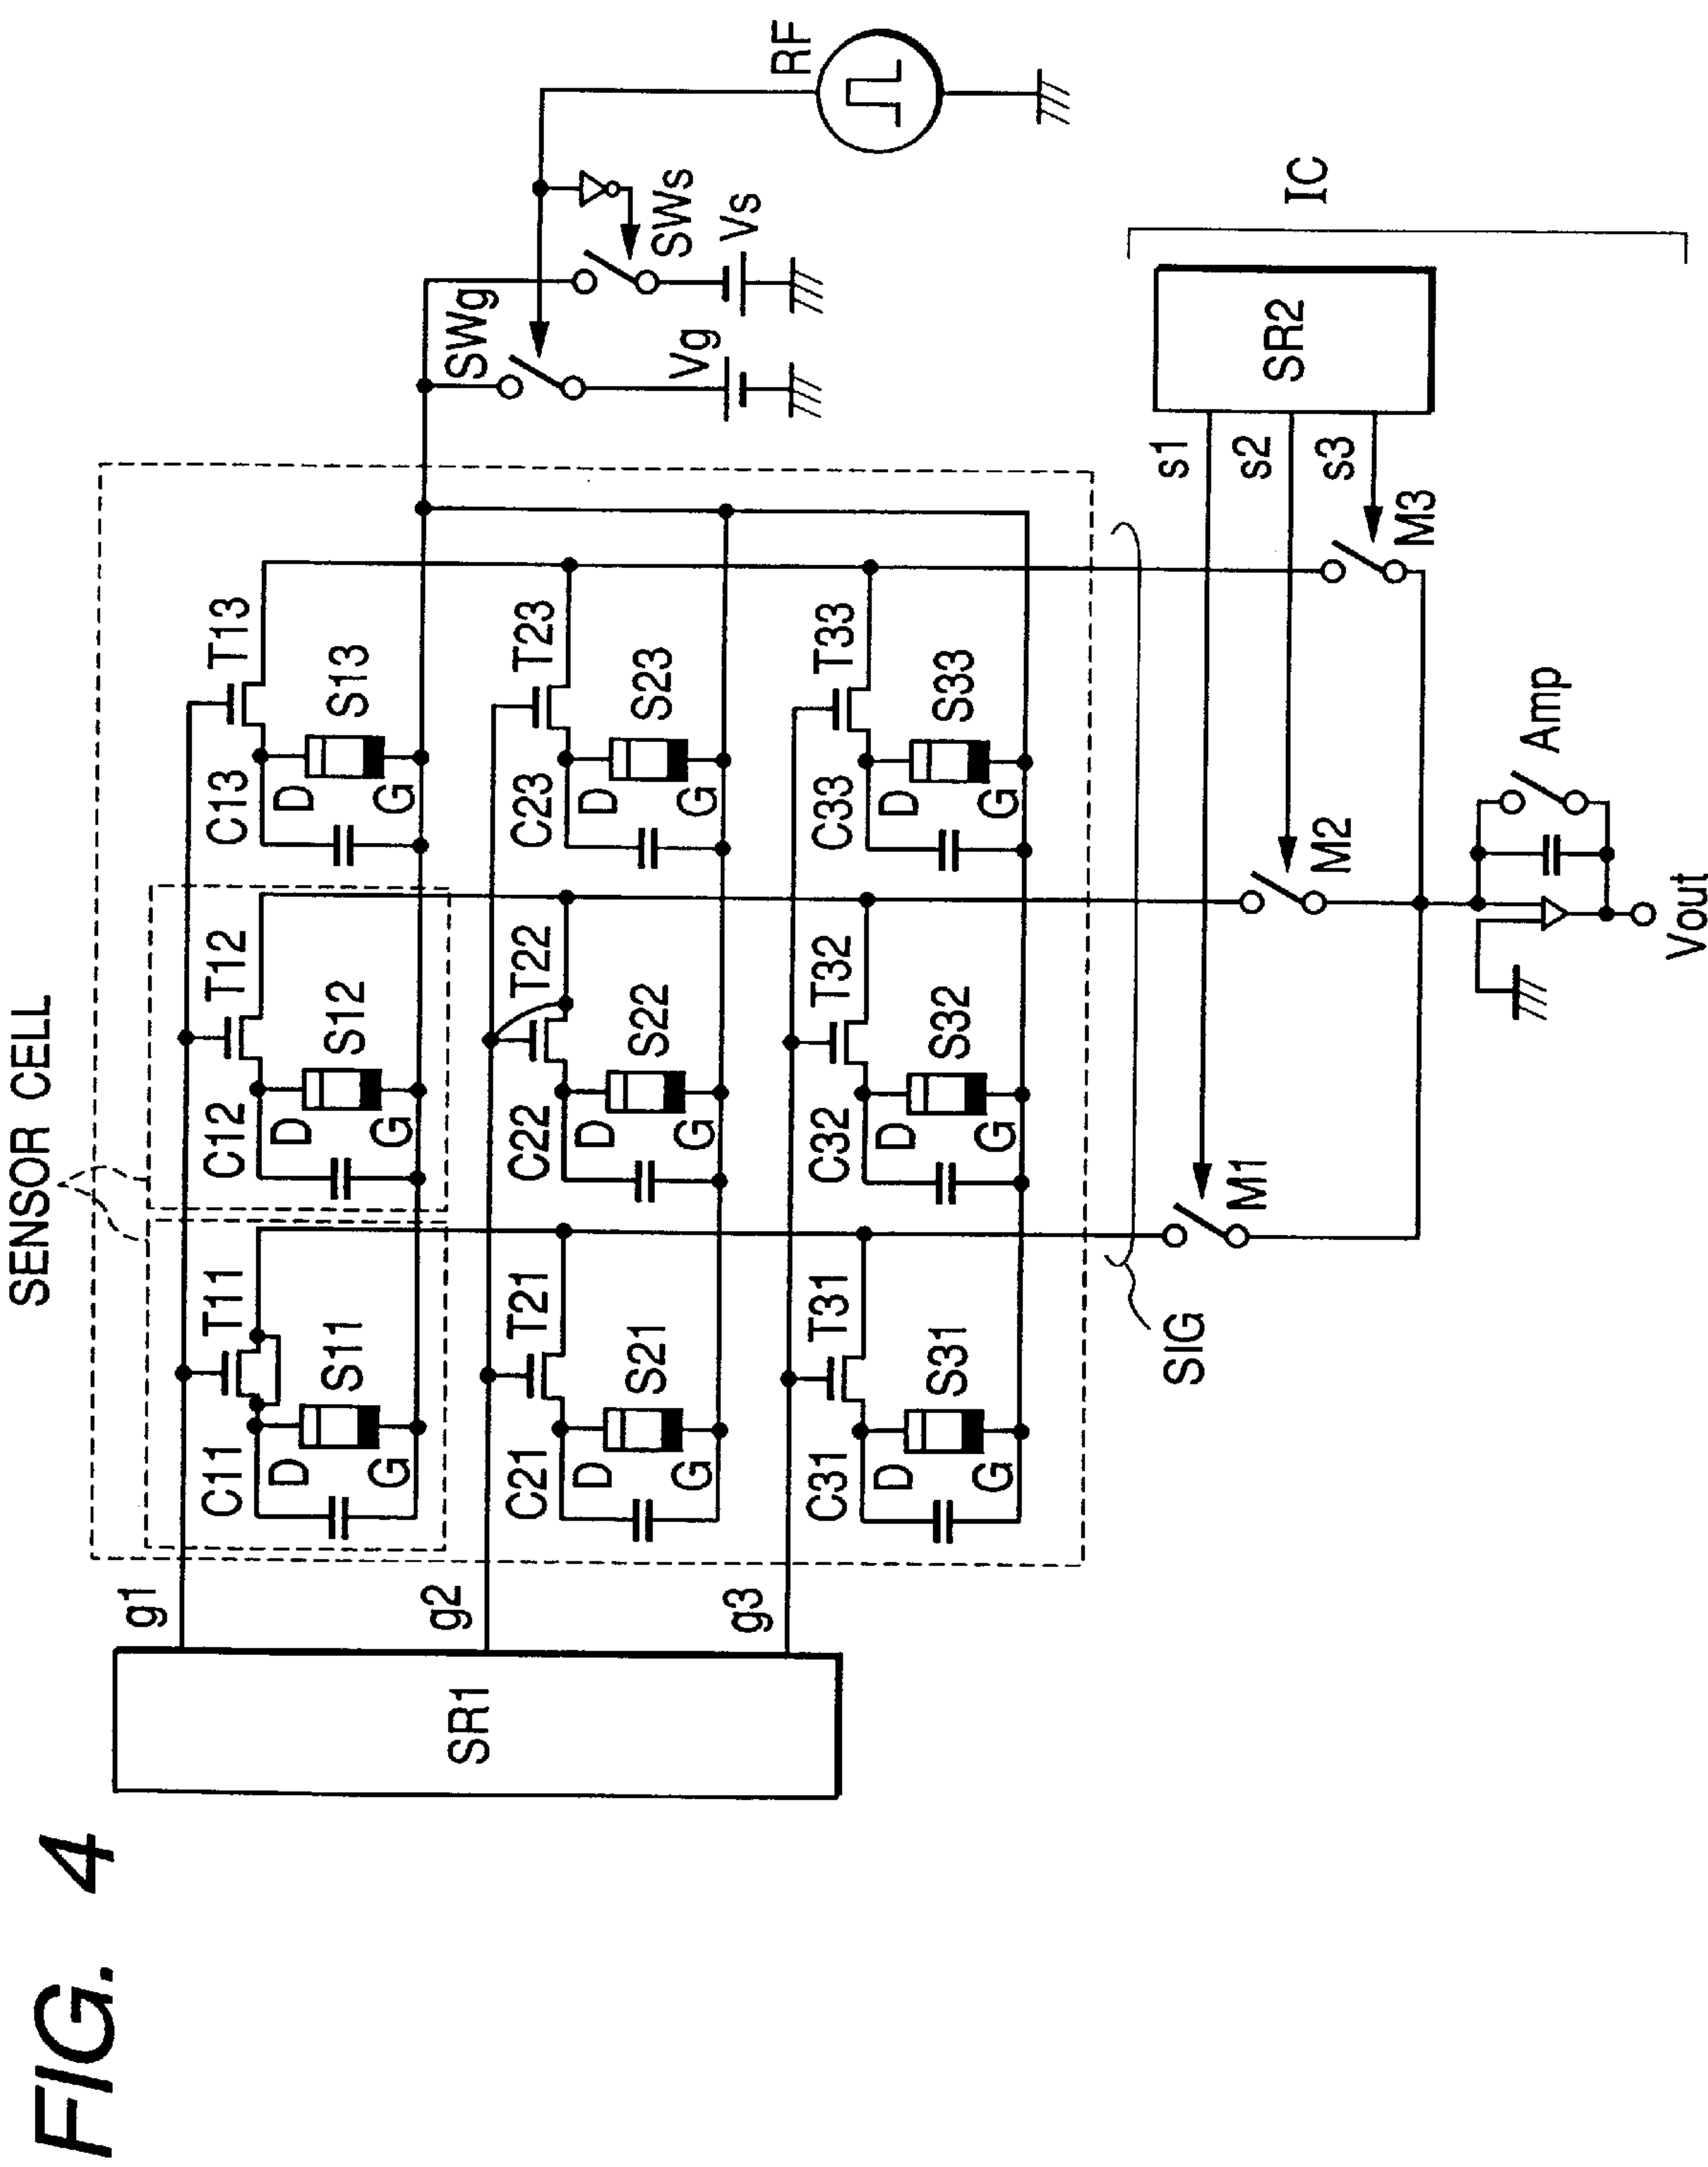 FIG. 4
SENSOR CELL
SR1
g1
g2
g3
C11
T11
D
S11
G
C12
T12
D
S12
G
C13
T13
D
S13
G
C21
T21
D
S21
G
C22
T22
D
S22
G
C23
T23
D
S23
G
C31
T31
D
S31
G
C32
T32
D
S32
G
C33
T33
D
S33
G
SWg
SWs
Vg
Vs
RF
SIG
s1
s2
s3
SR2
IC
M1
M2
M3
Amp
Vout